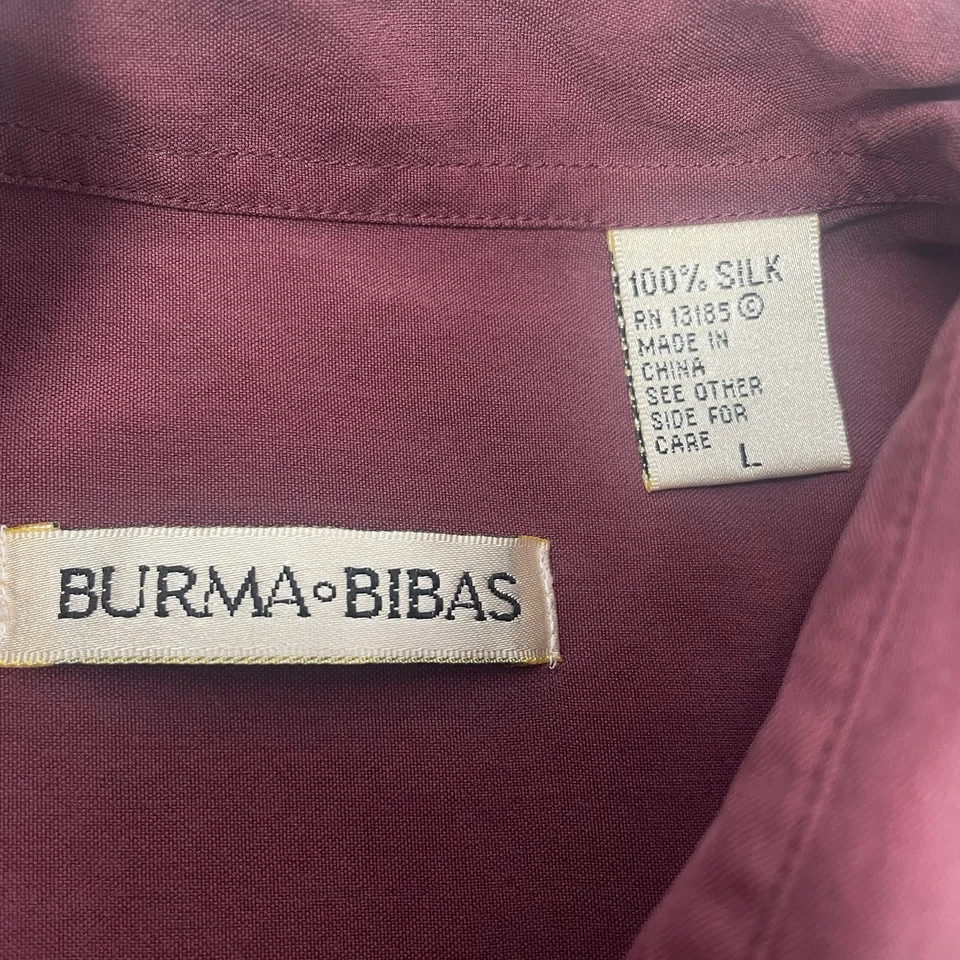 100% SILK
RN 13185 ©
MADE IN
CHINA
SEE OTHER
SIDE FOR
CARE L
BURMA∘BIBAS